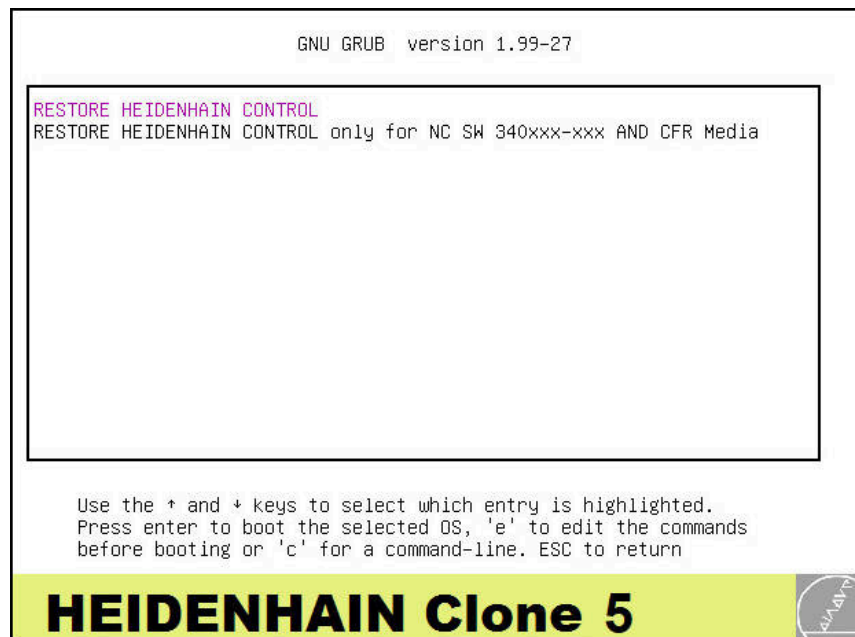 GNU GRUB version 1.99-27
RESTORE HEIDENHAIN CONTROL
RESTORE HEIDENHAIN CONTROL only for NC SW 340xxx-xxx AND CFR Media
Use the ↑ and ↓ keys to select which entry is highlighted.
Press enter to boot the selected OS, 'e' to edit the commands
before booting or 'c' for a command-line. ESC to return
HEIDENHAIN Clone 5